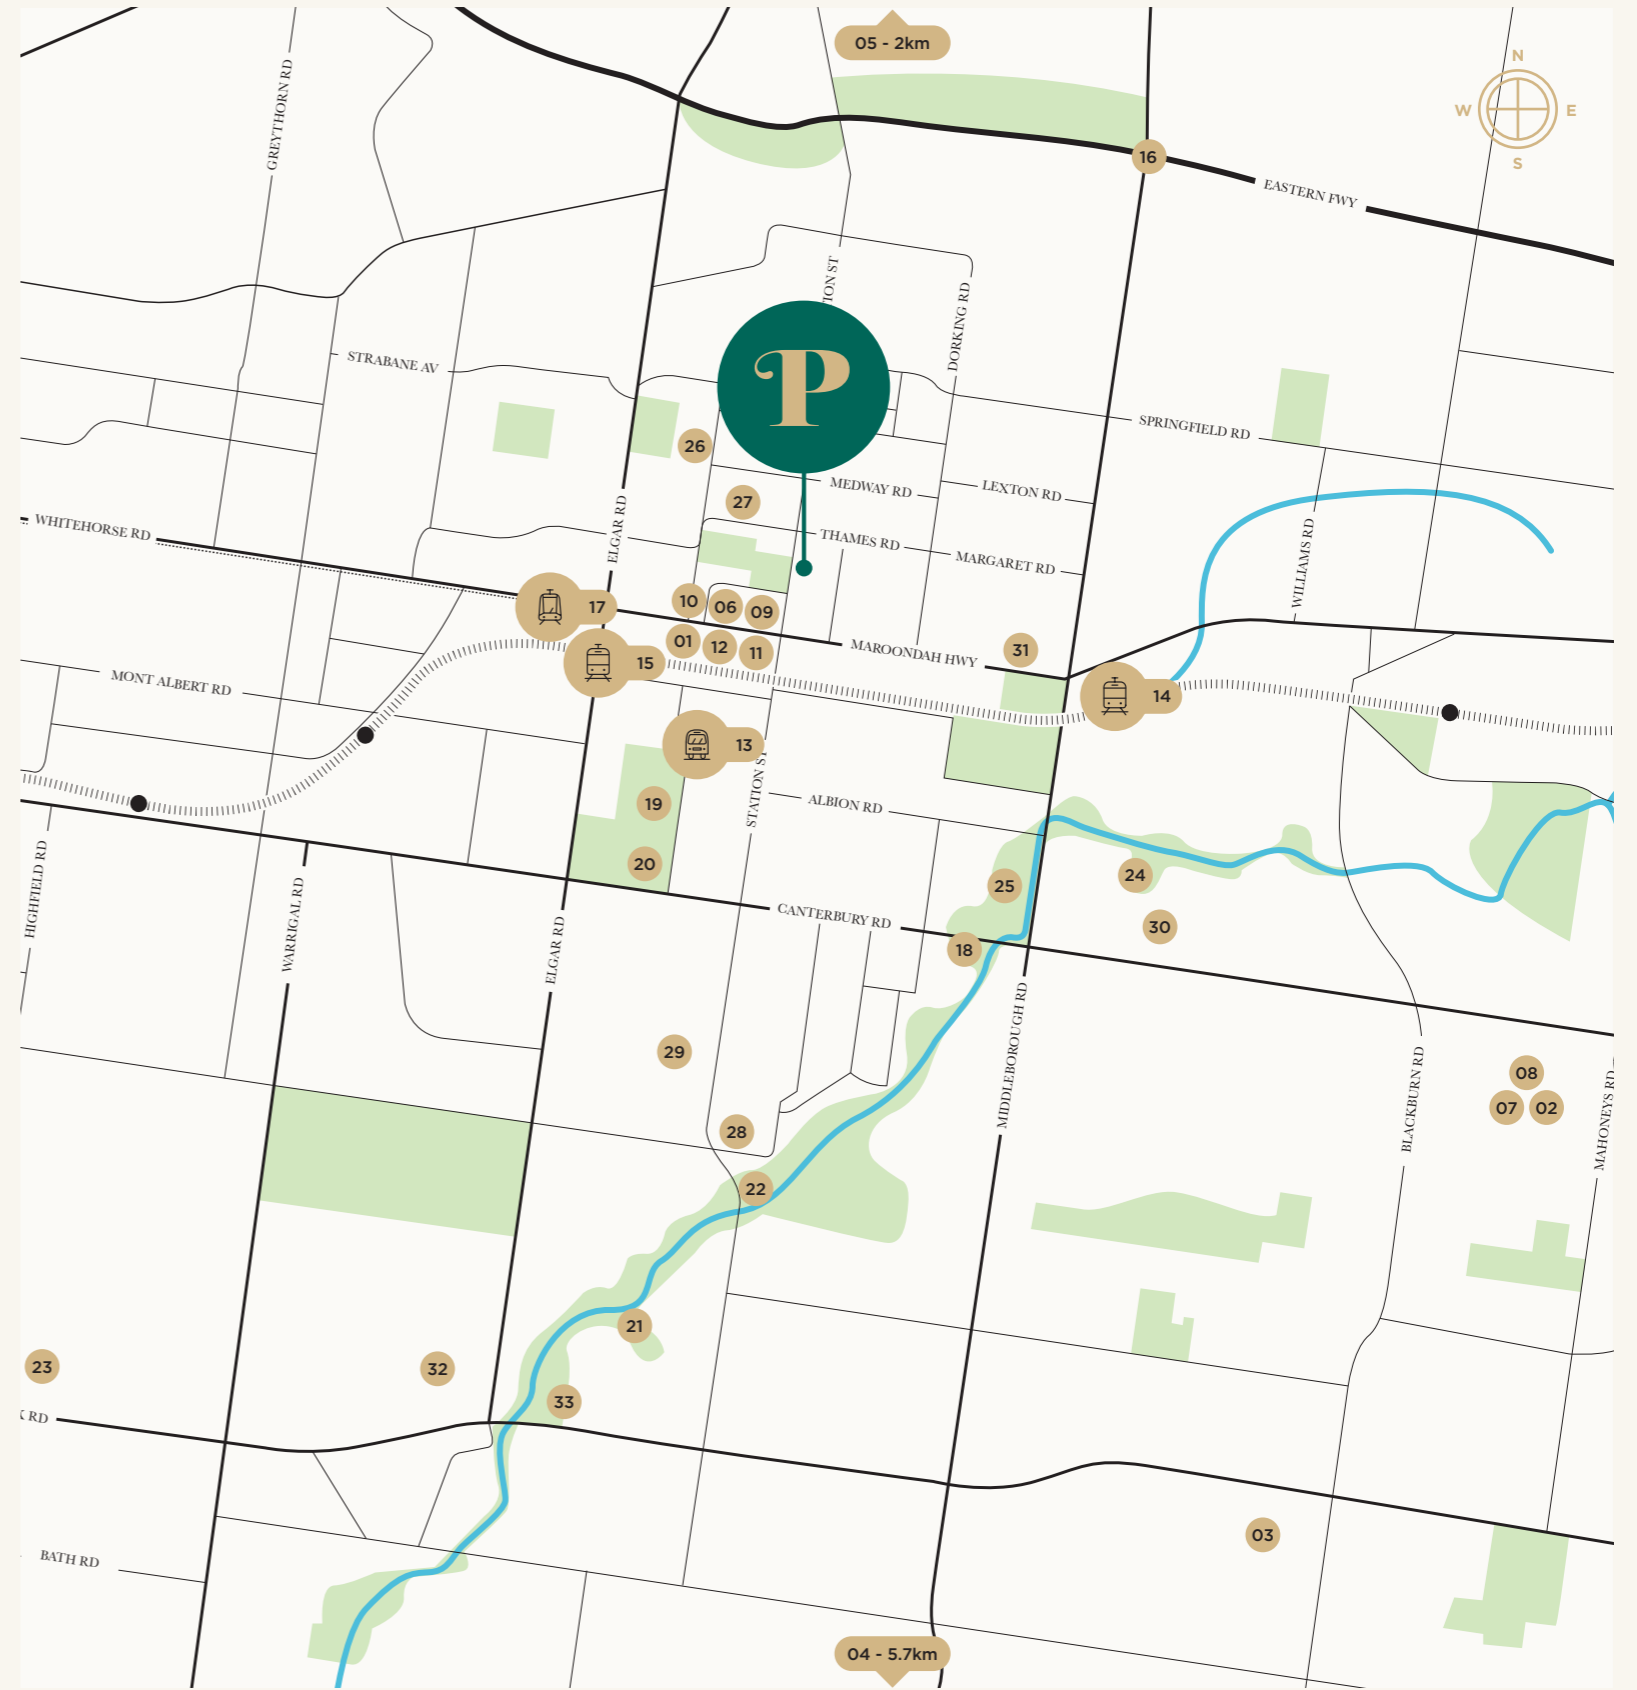 05 - 2km
N
W
E
S
GREYTHORN RD
16
EASTERN FWY
DORKING RD
STRABANE AV
P
SPRINGFIELD RD
26
MEDWAY RD
LEXTON RD
27
ELGAR RD
WHITEHORSE RD
THAMES RD
MARGARET RD
WILLIAMS RD
17
10
06
09
01
12
11
MAROONDAH HWY
31
15
14
MONT ALBERT RD
13
STATION ST
19
ALBION RD
20
HIGHFIELD RD
WARRIGAL RD
25
24
CANTERBURY RD
30
18
ELGAR RD
MIDDLEBOROUGH RD
29
BLACKBURN RD
08
07
02
MAHONEYS RD
28
22
21
23
32
33
RD
03
BATH RD
04 - 5.7km